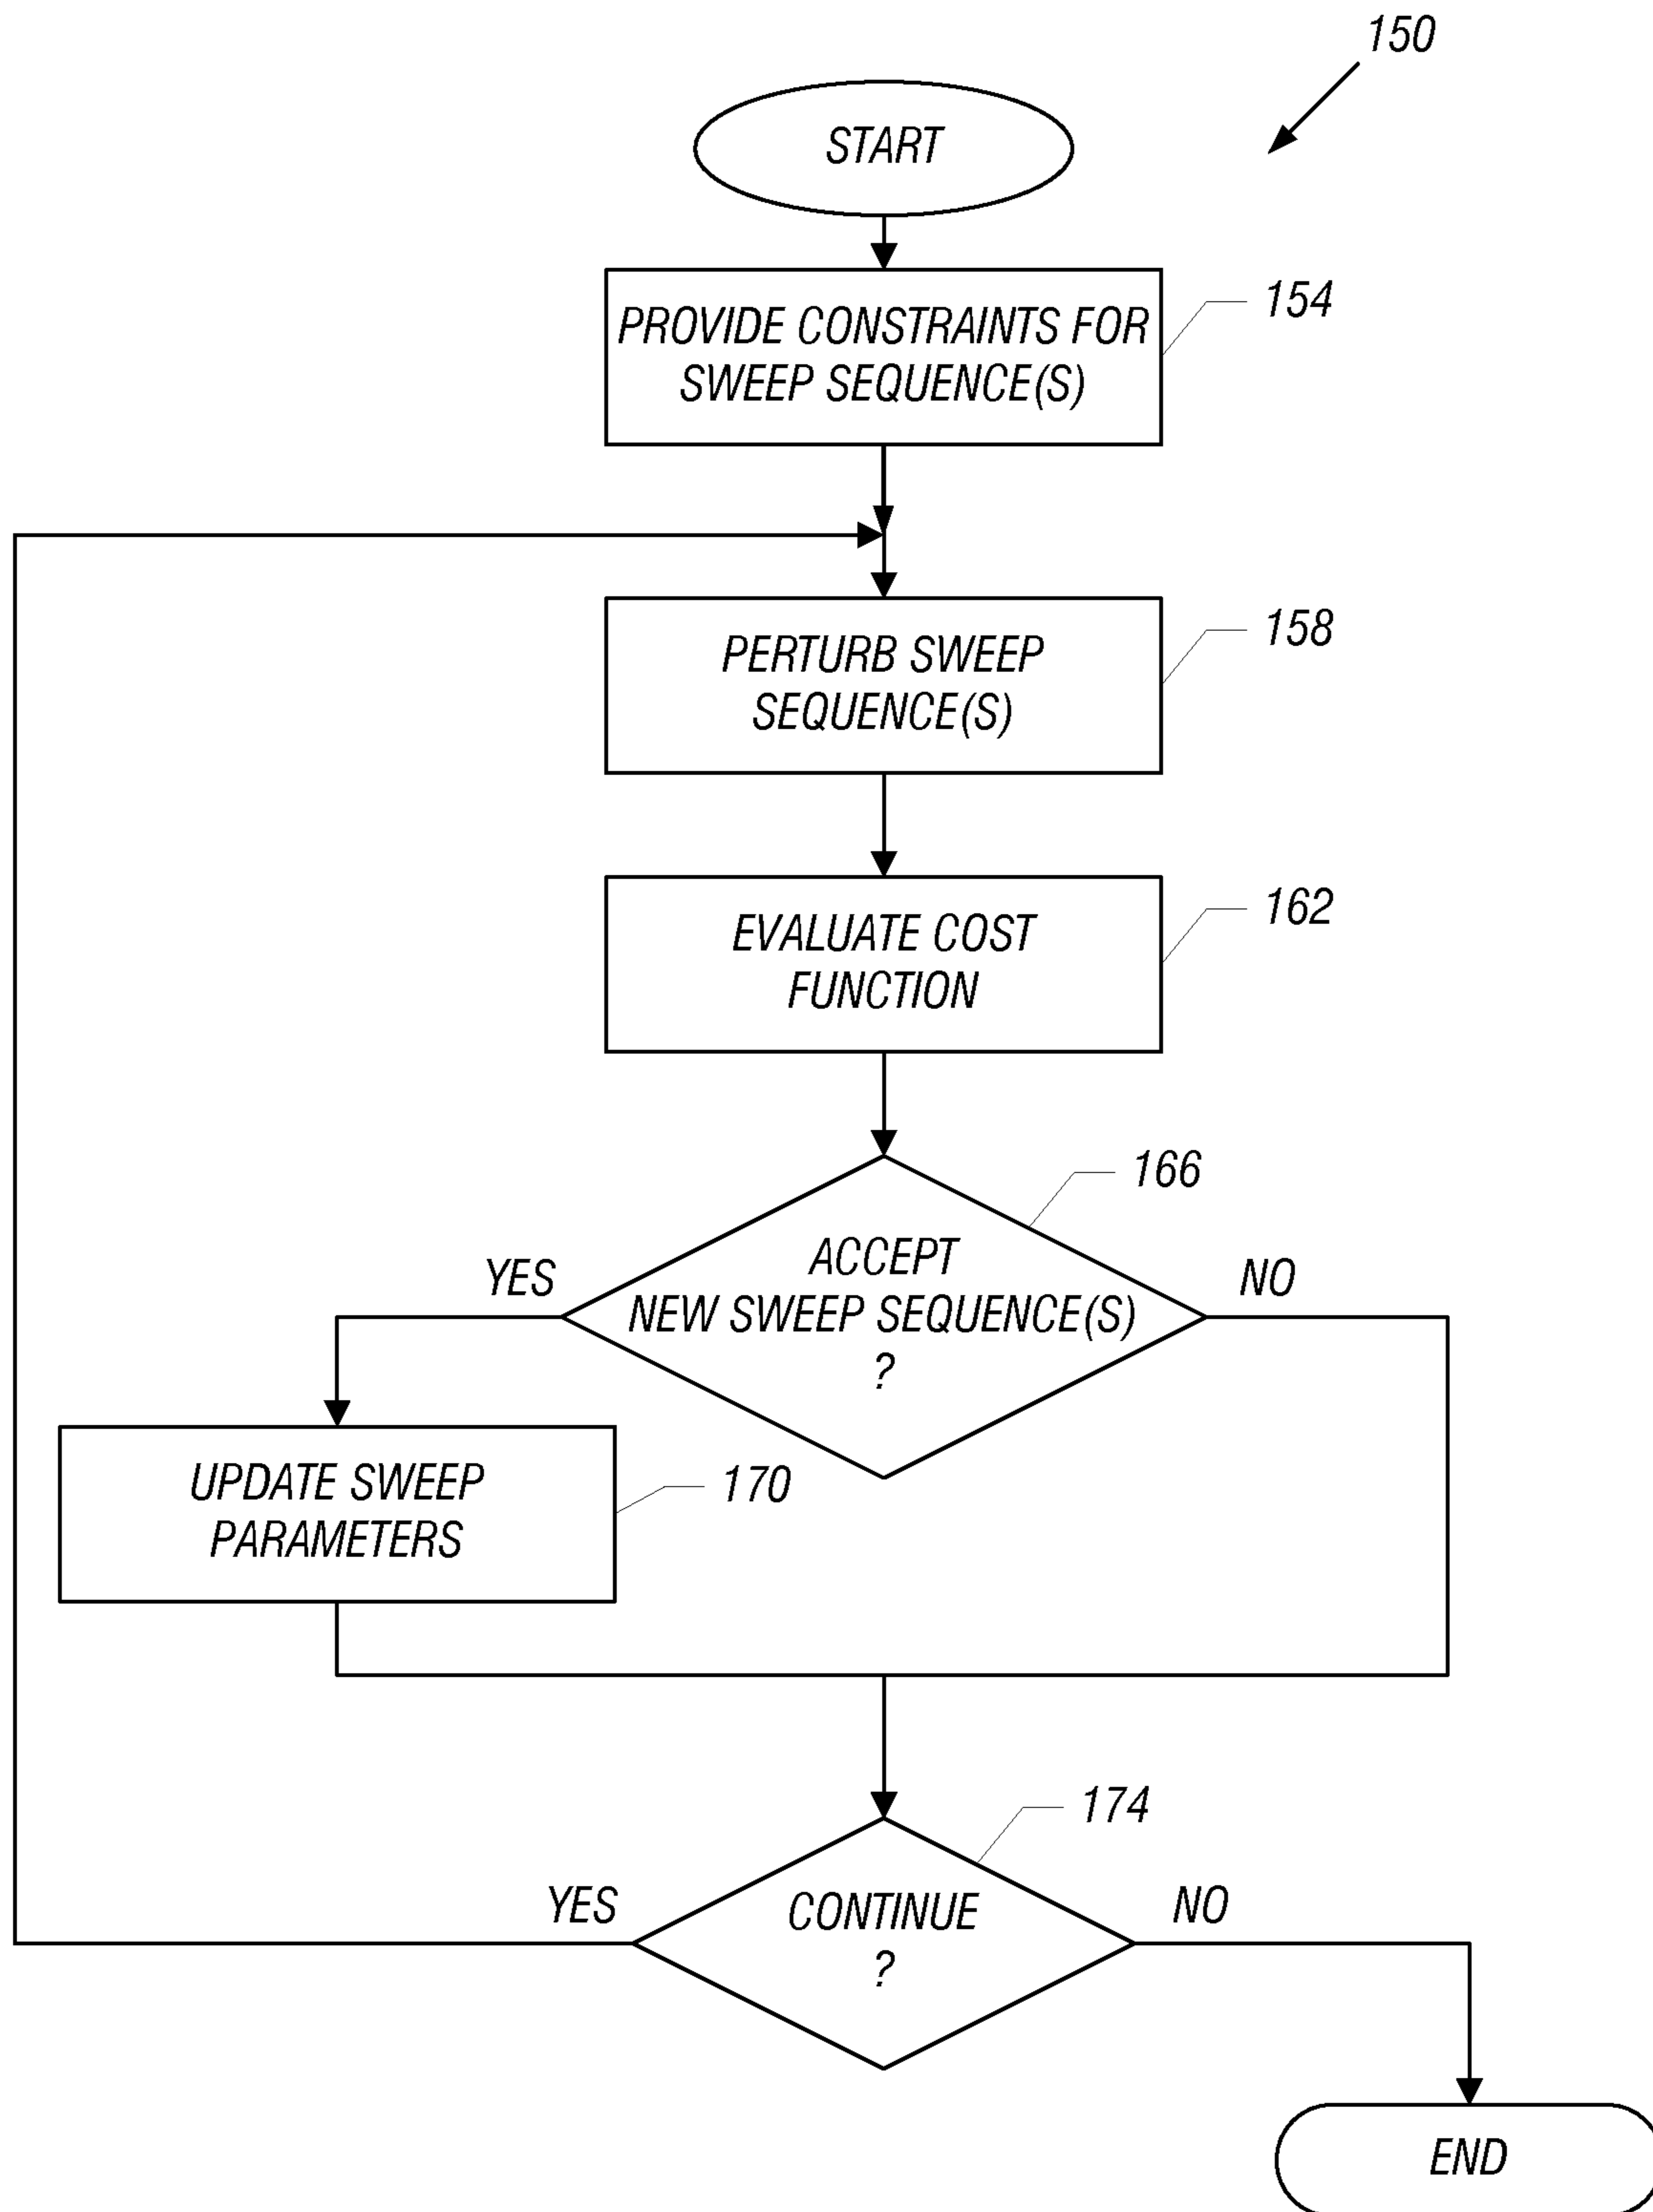 150
START
PROVIDE CONSTRAINTS FOR
SWEEP SEQUENCE(S)
154
PERTURB SWEEP
SEQUENCE(S)
158
EVALUATE COST
FUNCTION
162
166
ACCEPT
NEW SWEEP SEQUENCE(S)
?
YES
NO
UPDATE SWEEP
PARAMETERS
170
174
CONTINUE
?
YES
NO
END